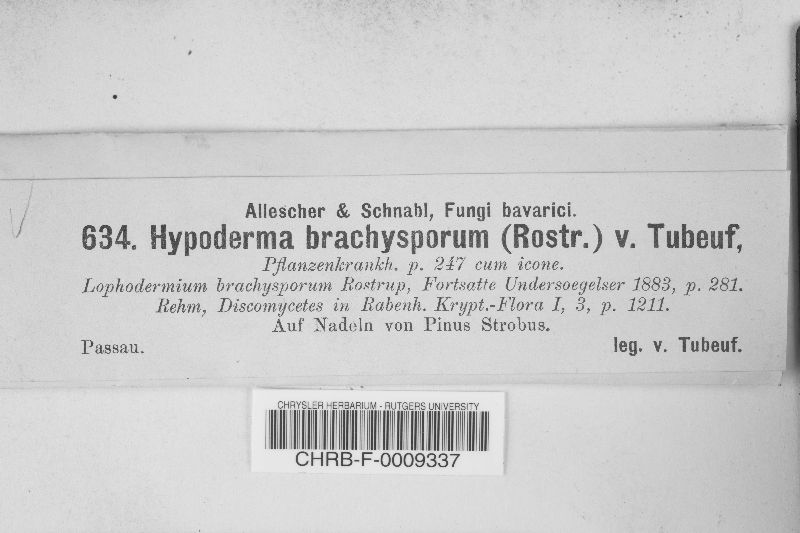 Allescher & Schnabl, Fungi bavarici.
634. Hypoderma brachysporum (Rostr.) v. Tubeuf,
Pflanzenkrankh. p. 247 cum icone.
Lophodermium brachysporum Rostrup, Fortsatte Undersoegelser 1883, p. 281.
Rehm, Discomycetes in Rabenh. Krypt.-Flora I, 3, p. 1211.
Auf Nadeln von Pinus Strobus.
Passau. leg. v. Tubeuf.
CHRYSLER HERBARIUM - RUTGERS UNIVERSITY
CHRB-F-0009337